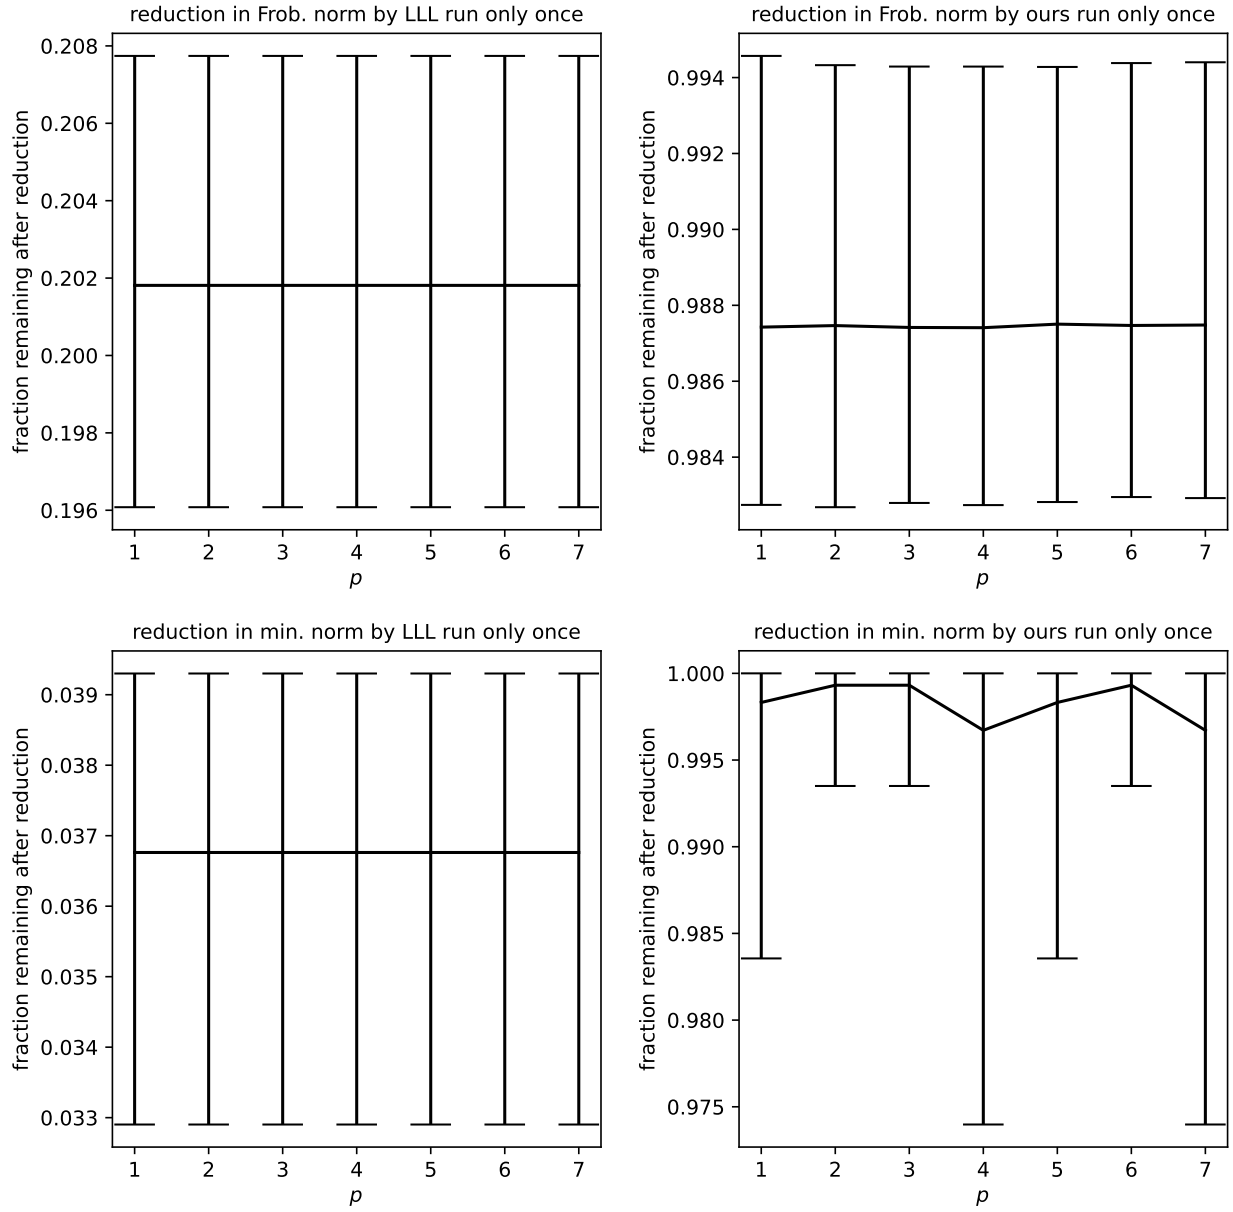 reduction in Frob. norm by LLL run only once
fraction remaining after reduction
0.208
0.206
0.204
0.202
0.200
0.198
0.196
1 2 3 4 5 6 7
p
reduction in Frob. norm by ours run only once
fraction remaining after reduction
0.994
0.992
0.990
0.988
0.986
0.984
1 2 3 4 5 6 7
p
reduction in min. norm by LLL run only once
fraction remaining after reduction
0.039
0.038
0.037
0.036
0.035
0.034
0.033
1 2 3 4 5 6 7
p
reduction in min. norm by ours run only once
fraction remaining after reduction
1.000
0.995
0.990
0.985
0.980
0.975
1 2 3 4 5 6 7
p